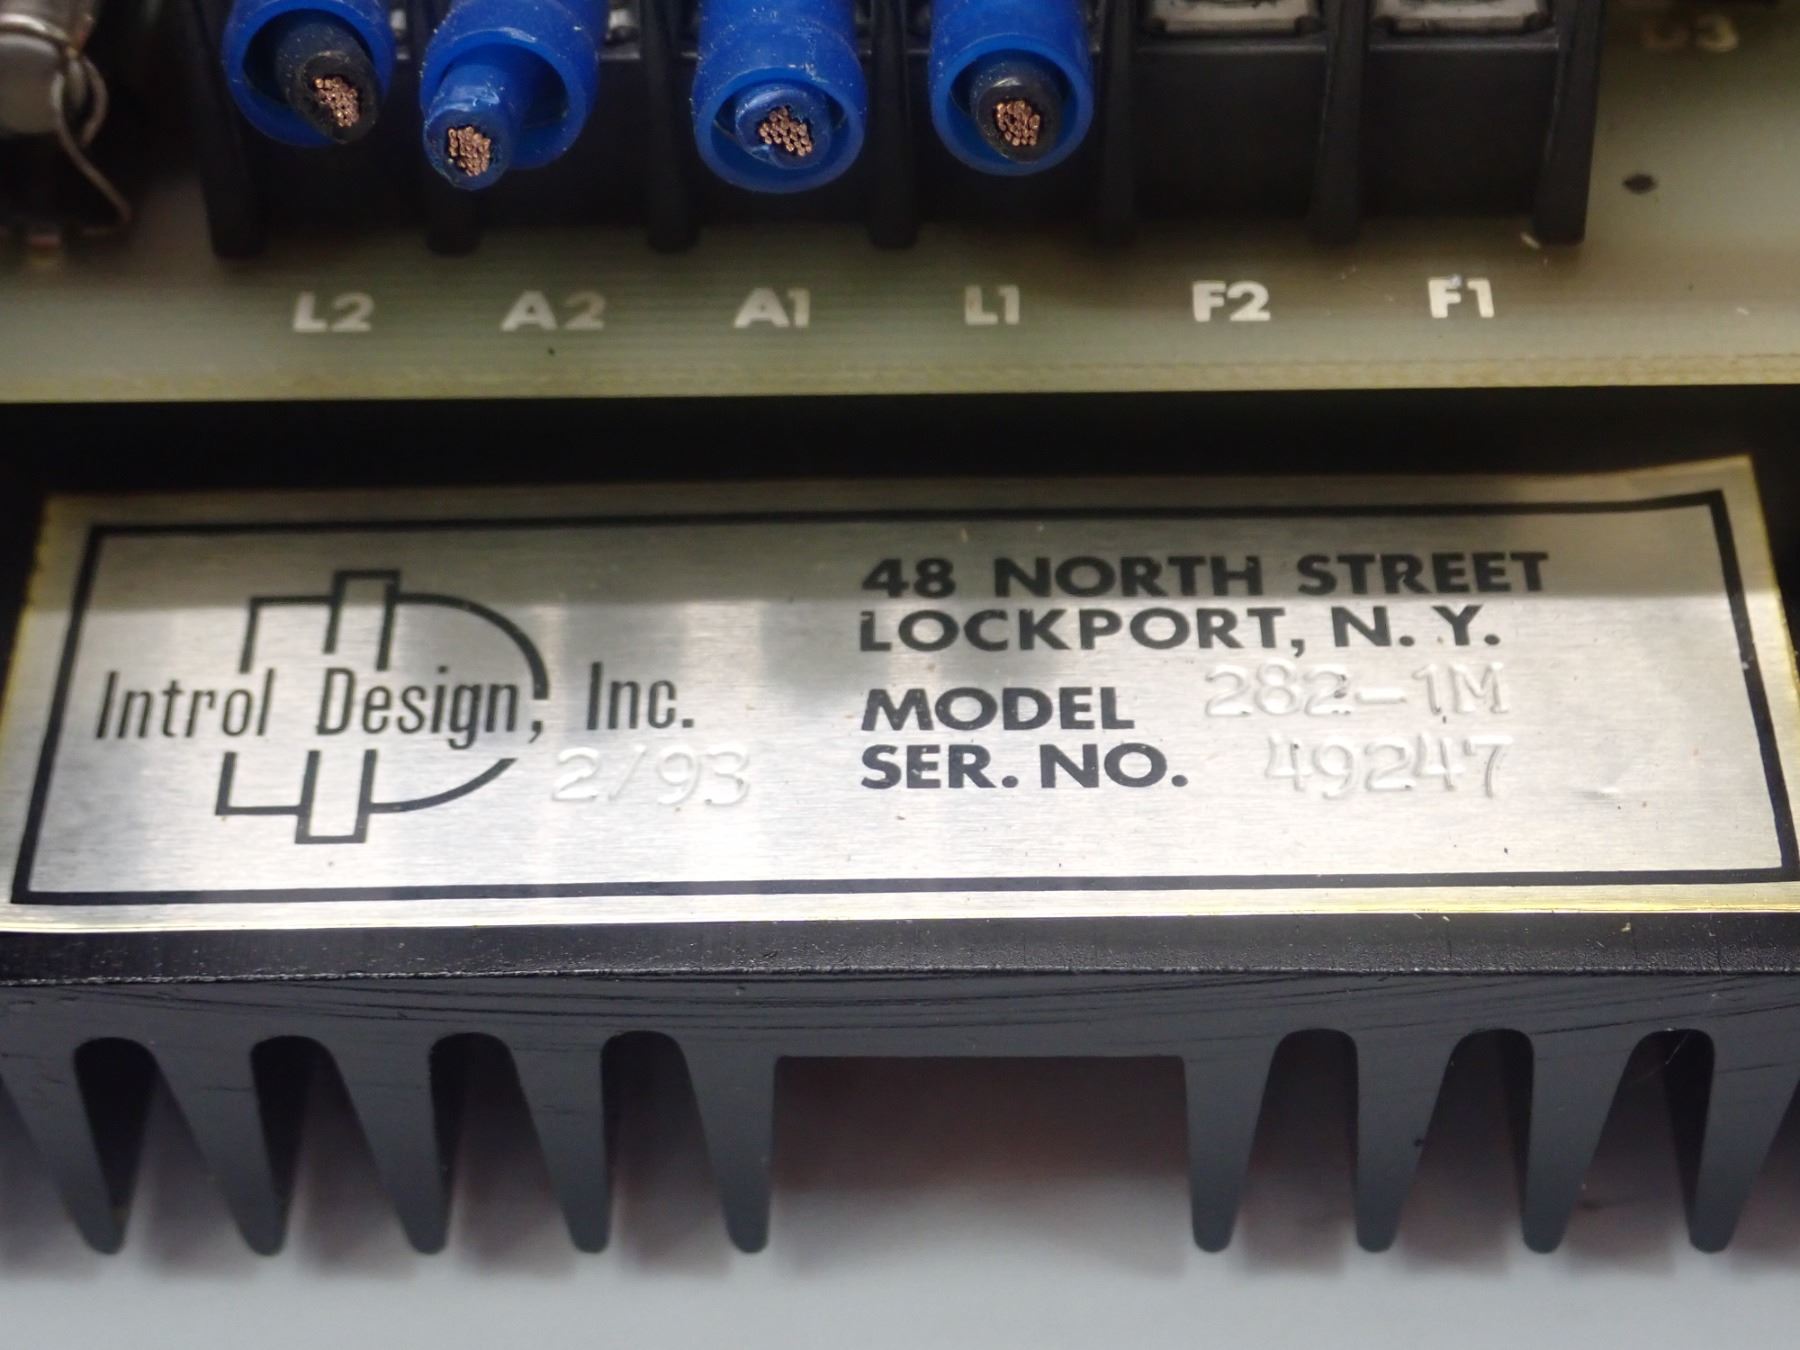 D3
L2 A2 A1 L1 F2 F1
48 NORTH STREET
LOCKPORT, N. Y.
Introl Design, Inc.
MODEL 282-1M
2/93
SER. NO. 49247